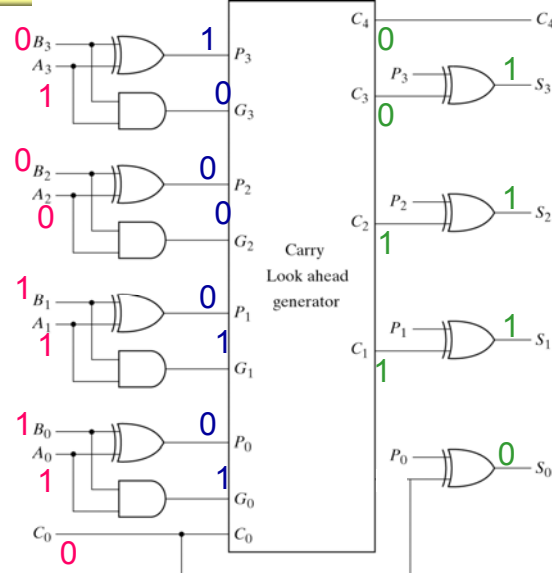 C4 C4
0
0 B3 1 P3
A3 P3 1 S3
1 0 G3 C3
0
0 B2 0 P2
A2 P2 1 S2
0 0 G2 C2
1
Carry
Look ahead
generator
1 B1 0 P1
A1 P1 1 S1
1 1 G1 C1
1
1 B0 0 P0
A0 P0 0 S0
1 1 G0
C0 C0
0